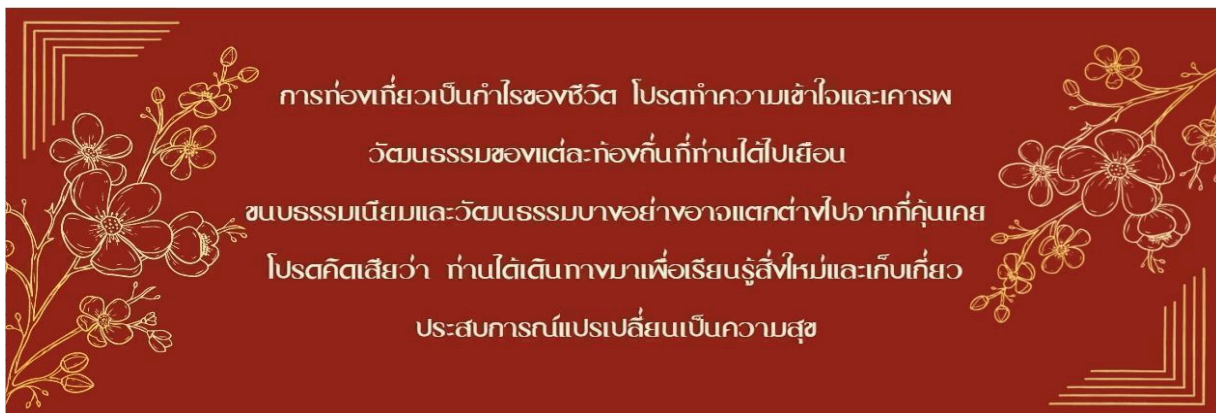 การท่องเที่ยวเป็นกำไรของชีวิต โปรดทำความเข้าใจและเคารพ
วัฒนธรรมของแต่ละท้องถิ่นที่ท่านได้ไปเยือน
ขนบธรรมเนียมและวัฒนธรรมบางอย่างอาจแตกต่างไปจากที่คุ้นเคย
โปรดคิดเสียว่า ท่านได้เดินทางมาเพื่อเรียนรู้สิ่งใหม่และเก็บเกี่ยว
ประสบการณ์แปรเปลี่ยนเป็นความสุข